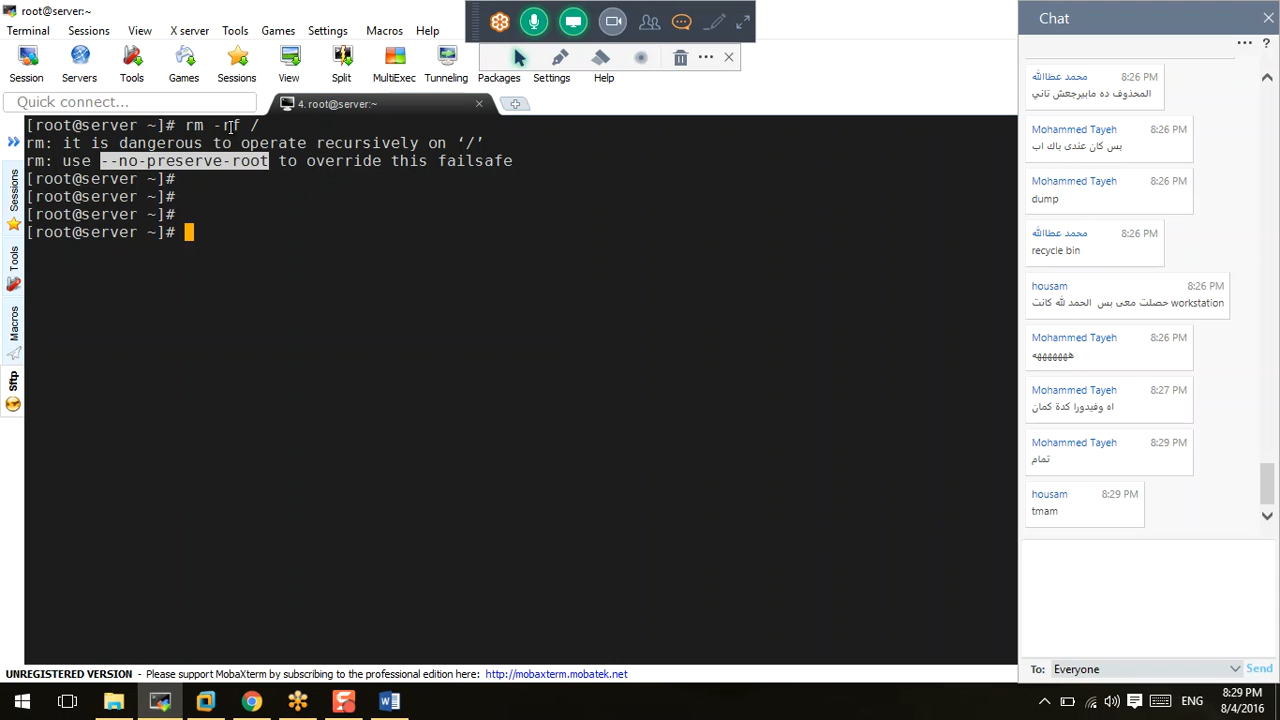 root@server:~
Terminal Sessions View X server Tools Games Settings Macros Help
Session Servers Tools Games Sessions View Split MultiExec Tunneling Packages Settings Help
Quick connect...
4. root@server:~
[root@server ~]# rm -rf /
rm: it is dangerous to operate recursively on ‘/’
rm: use --no-preserve-root to override this failsafe
[root@server ~]#
[root@server ~]#
[root@server ~]#
[root@server ~]#
Sessions
Tools
Macros
Sftp
Chat
محمد عطاالله 8:26 PM
المحذوف ده مابيرجعش تاني
Mohammed Tayeh 8:26 PM
بس كان عندى باك اب
Mohammed Tayeh 8:26 PM
dump
محمد عطاالله 8:26 PM
recycle bin
housam 8:26 PM
حصلت معى بس الحمد لله كانت workstation
Mohammed Tayeh 8:26 PM
هههههههه
Mohammed Tayeh 8:27 PM
اه وفيدورا كدة كمان
Mohammed Tayeh 8:29 PM
تمام
housam 8:29 PM
tmam
To: Everyone Send
UNREGISTERED VERSION - Please support MobaXterm by subscribing to the professional edition here: http://mobaxterm.mobatek.net
ENG
8:29 PM
8/4/2016